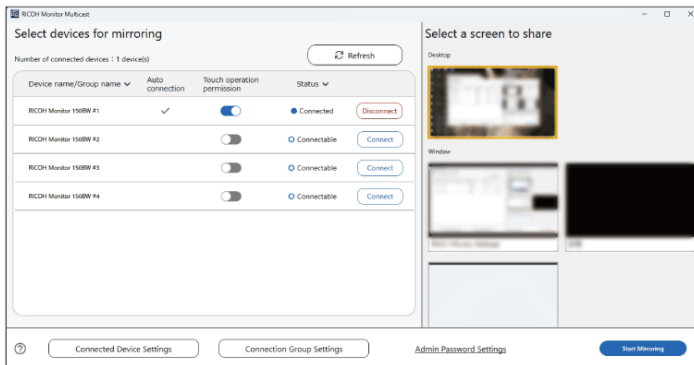 RICOH Monitor Multicast
Select devices for mirroring
Number of connected devices : 1 device(s)
Refresh
Device name/Group name
Auto connection
Touch operation permission
Status
RICOH Monitor 150BW #1
Connected
Disconnect
RICOH Monitor 150BW #2
Connectable
Connect
RICOH Monitor 150BW #3
Connectable
Connect
RICOH Monitor 150BW #4
Connectable
Connect
Select a screen to share
Desktop
Window
Connected Device Settings
Connection Group Settings
Admin Password Settings
Start Mirroring